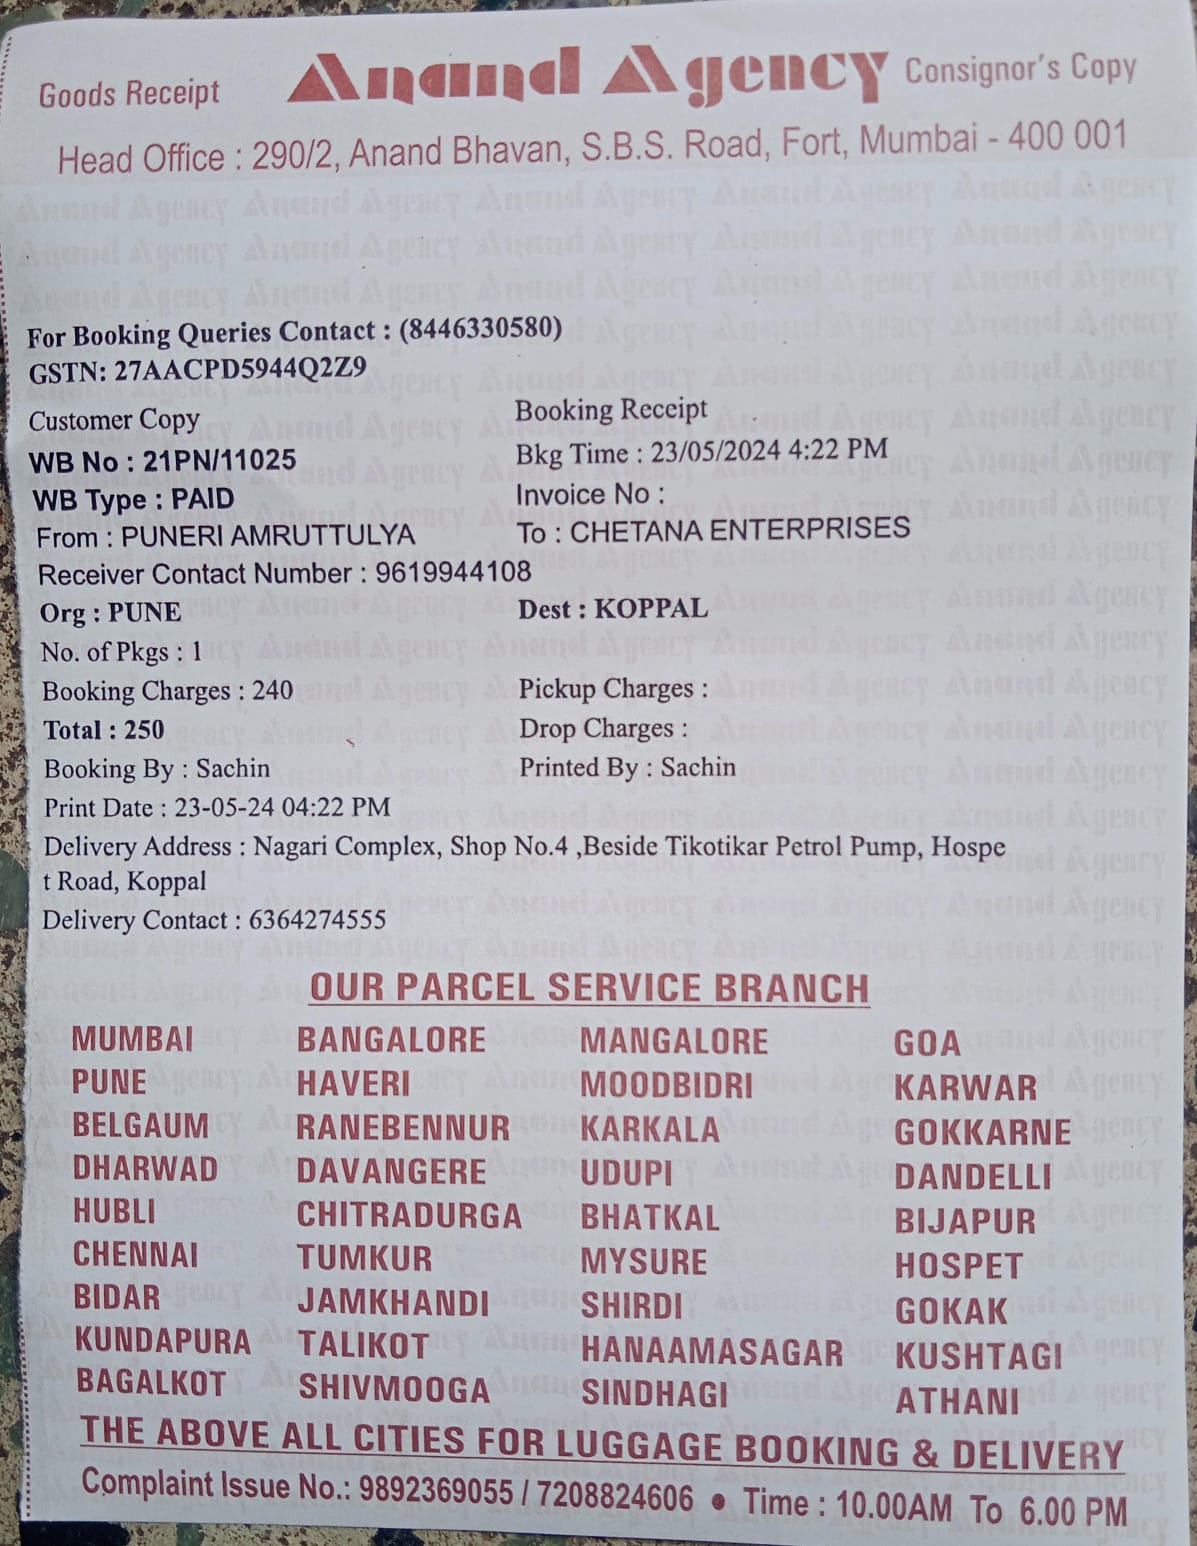 Goods Receipt Anand Agency Consignor's Copy
Head Office : 290/2, Anand Bhavan, S.B.S. Road, Fort, Mumbai - 400 001
For Booking Queries Contact : (8446330580)
GSTN: 27AACPD5944Q2Z9
Customer Copy Booking Receipt
WB No : 21PN/11025 Bkg Time : 23/05/2024 4:22 PM
WB Type : PAID Invoice No :
From : PUNERI AMRUTTULYA To : CHETANA ENTERPRISES
Receiver Contact Number : 9619944108
Org : PUNE Dest : KOPPAL
No. of Pkgs : 1
Booking Charges : 240 Pickup Charges :
Total : 250 Drop Charges :
Booking By : Sachin Printed By : Sachin
Print Date : 23-05-24 04:22 PM
Delivery Address : Nagari Complex, Shop No.4 ,Beside Tikotikar Petrol Pump, Hospe
t Road, Koppal
Delivery Contact : 6364274555
OUR PARCEL SERVICE BRANCH
MUMBAI BANGALORE MANGALORE GOA
PUNE HAVERI MOODBIDRI KARWAR
BELGAUM RANEBENNUR KARKALA GOKKARNE
DHARWAD DAVANGERE UDUPI DANDELLI
HUBLI CHITRADURGA BHATKAL BIJAPUR
CHENNAI TUMKUR MYSURE HOSPET
BIDAR JAMKHANDI SHIRDI GOKAK
KUNDAPURA TALIKOT HANAAMASAGAR KUSHTAGI
BAGALKOT SHIVMOOGA SINDHAGI ATHANI
THE ABOVE ALL CITIES FOR LUGGAGE BOOKING & DELIVERY
Complaint Issue No.: 9892369055 / 7208824606 • Time : 10.00AM To 6.00 PM